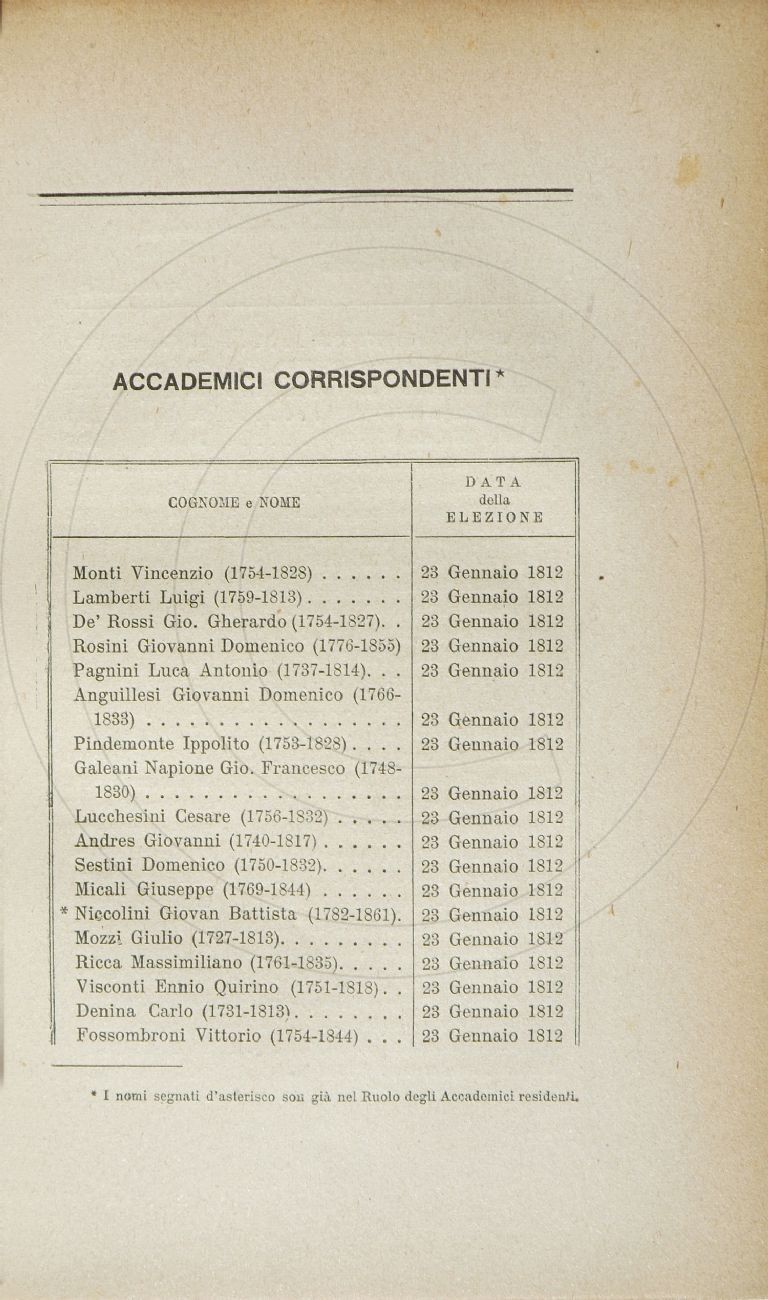 ACCADEMICI CORRISPONDENTI*
COGNOME e NOME
DATA
della
ELEZIONE
Monti Vincenzio (1754-1828) . . . . . . 23 Gennaio 1812
Lamberti Luigi (1759-1813) . . . . . . . 23 Gennaio 1812
De' Rossi Gio. Gherardo (1754-1827). . 23 Gennaio 1812
Rosini Giovanni Domenico (1776-1855) 23 Gennaio 1812
Pagnini Luca Antonio (1737-1814). . . 23 Gennaio 1812
Anguillesi Giovanni Domenico (1766-
1833) . . . . . . . . . . . . . . . . . . 23 Gennaio 1812
Pindemonte Ippolito (1753-1828) . . . . 23 Gennaio 1812
Galeani Napione Gio. Francesco (1748-
1830) . . . . . . . . . . . . . . . . . . 23 Gennaio 1812
Lucchesini Cesare (1756-1832) . . . . . 23 Gennaio 1812
Andres Giovanni (1740-1817) . . . . . . 23 Gennaio 1812
Sestini Domenico (1750-1832). . . . . . 23 Gennaio 1812
Micali Giuseppe (1769-1844) . . . . . . 23 Gennaio 1812
* Niccolini Giovan Battista (1782-1861). 23 Gennaio 1812
Mozzi Giulio (1727-1813). . . . . . . . . 23 Gennaio 1812
Ricca Massimiliano (1761-1835). . . . . 23 Gennaio 1812
Visconti Ennio Quirino (1751-1818). . 23 Gennaio 1812
Denina Carlo (1731-1813). . . . . . . . 23 Gennaio 1812
Fossombroni Vittorio (1754-1844) . . . 23 Gennaio 1812
* I nomi segnati d'asterisco son già nel Ruolo degli Accademici residenti.